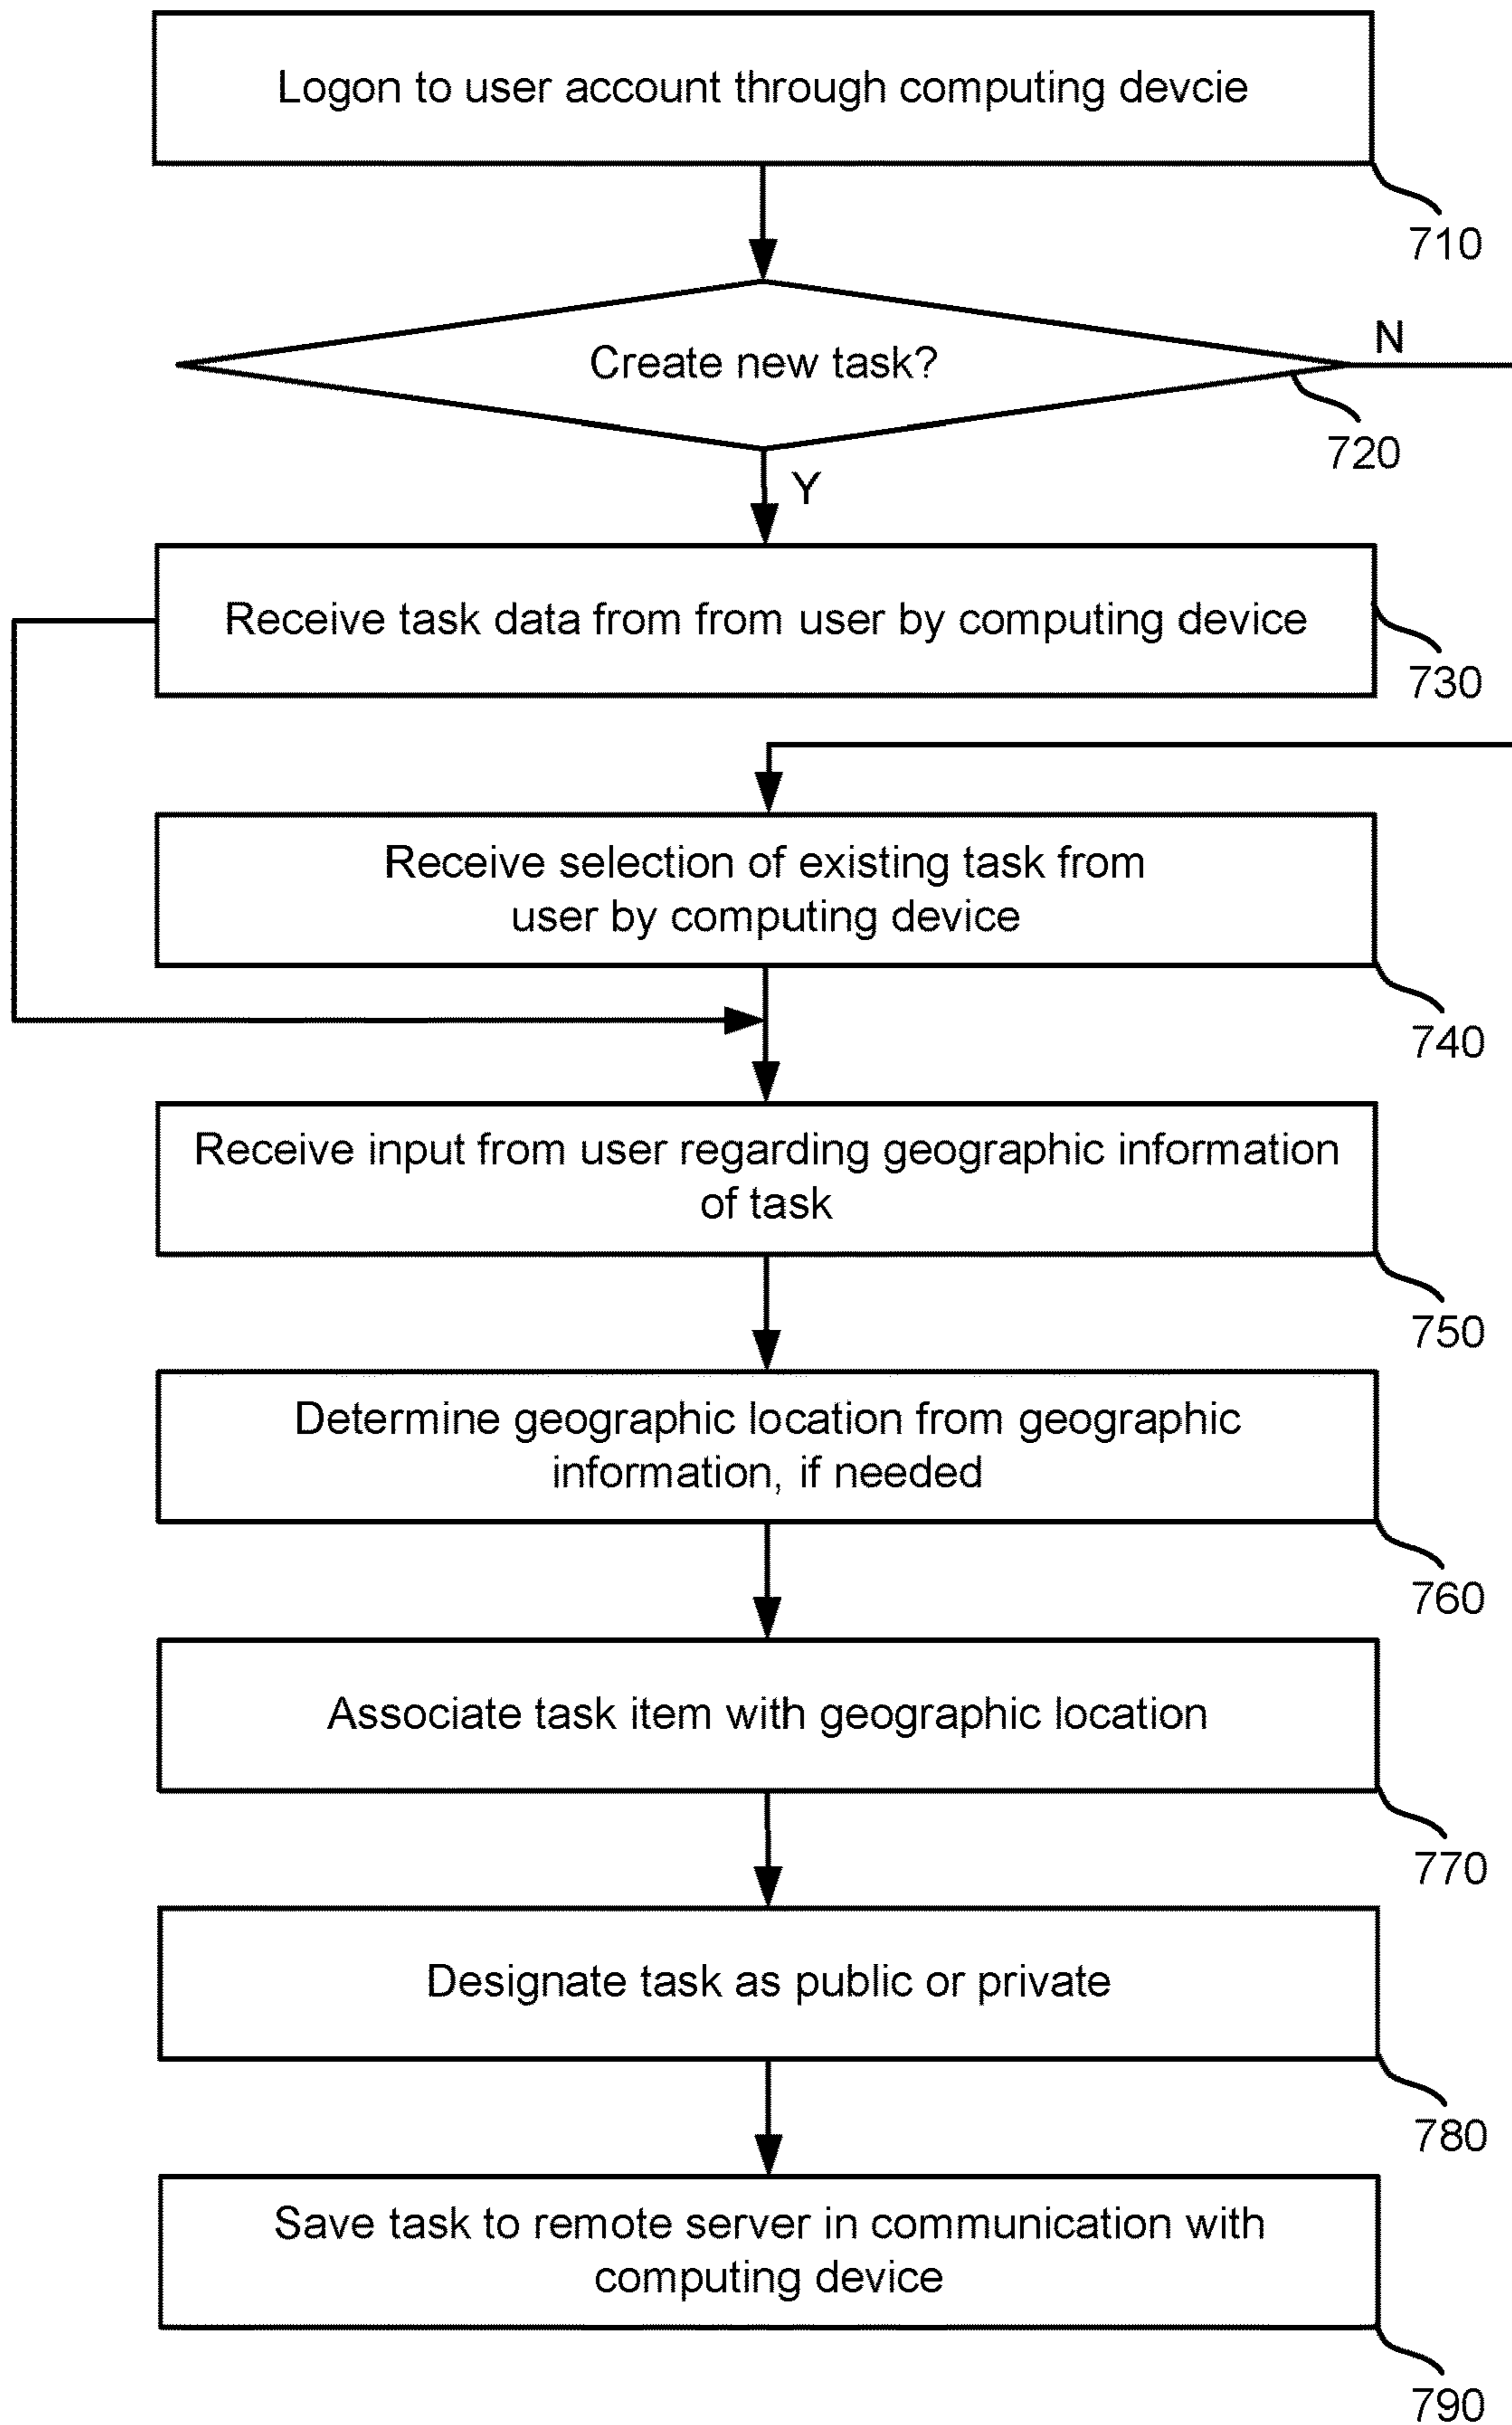 Logon to user account through computing devcie
710
Create new task?
N
720
Y
Receive task data from from user by computing device
730
Receive selection of existing task from
user by computing device
740
Receive input from user regarding geographic information
of task
750
Determine geographic location from geographic
information, if needed
760
Associate task item with geographic location
770
Designate task as public or private
780
Save task to remote server in communication with
computing device
790